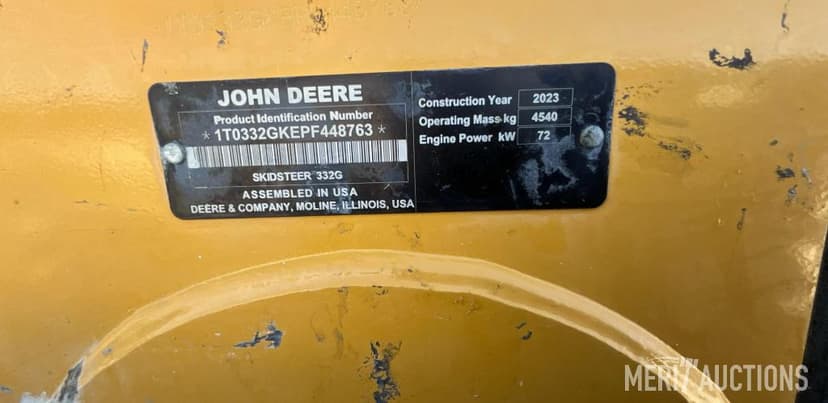 JOHN DEERE
Product Identification Number
*1T0332GKEPF448763*
SKIDSTEER 332G
ASSEMBLED IN USA
DEERE & COMPANY, MOLINE, ILLINOIS, USA
Construction Year 2023
Operating Mass kg 4540
Engine Power kW 72
MERIT AUCTIONS